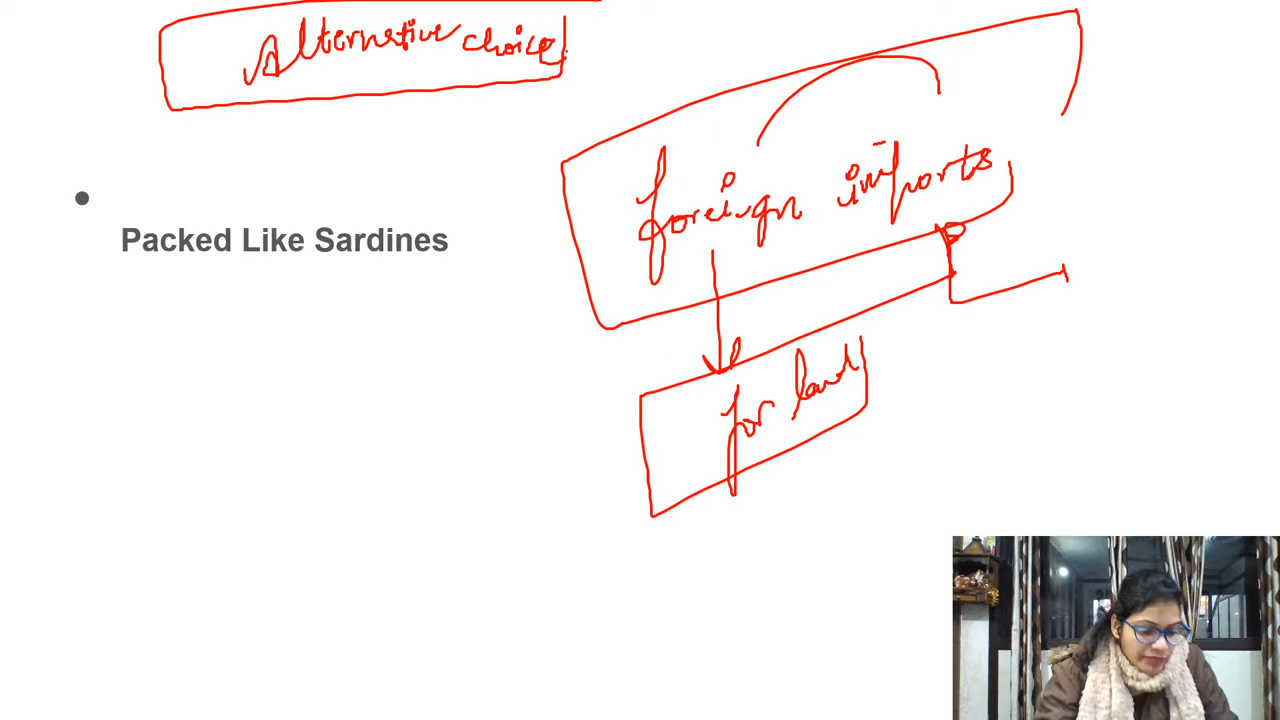 Alternative choice
foreign imports
Packed Like Sardines
for land